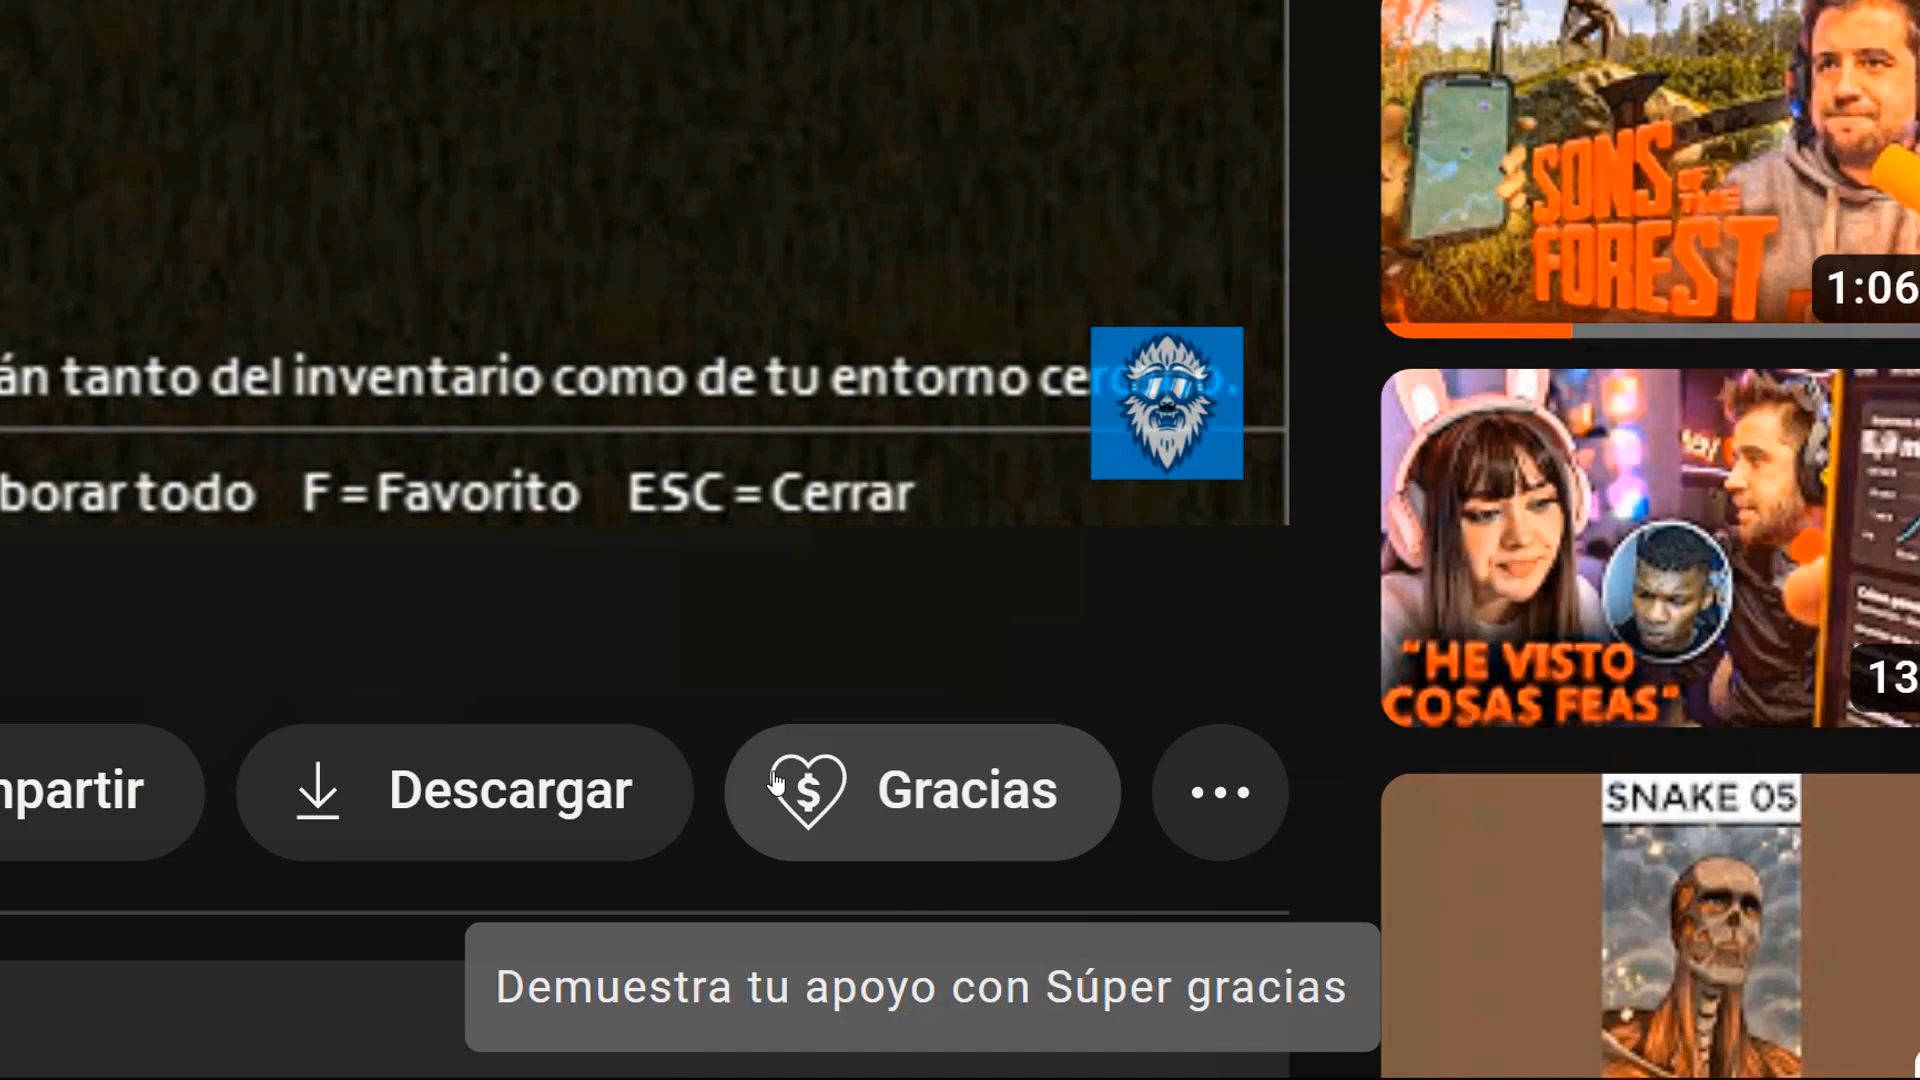 án tanto del inventario como de tu entorno ce
borar todo F = Favorito ESC = Cerrar
mpartir
Descargar
Gracias
Demuestra tu apoyo con Súper gracias
SONS
OF THE
FOREST
1:06
"HE VISTO
COSAS FEAS"
13
SNAKE 05